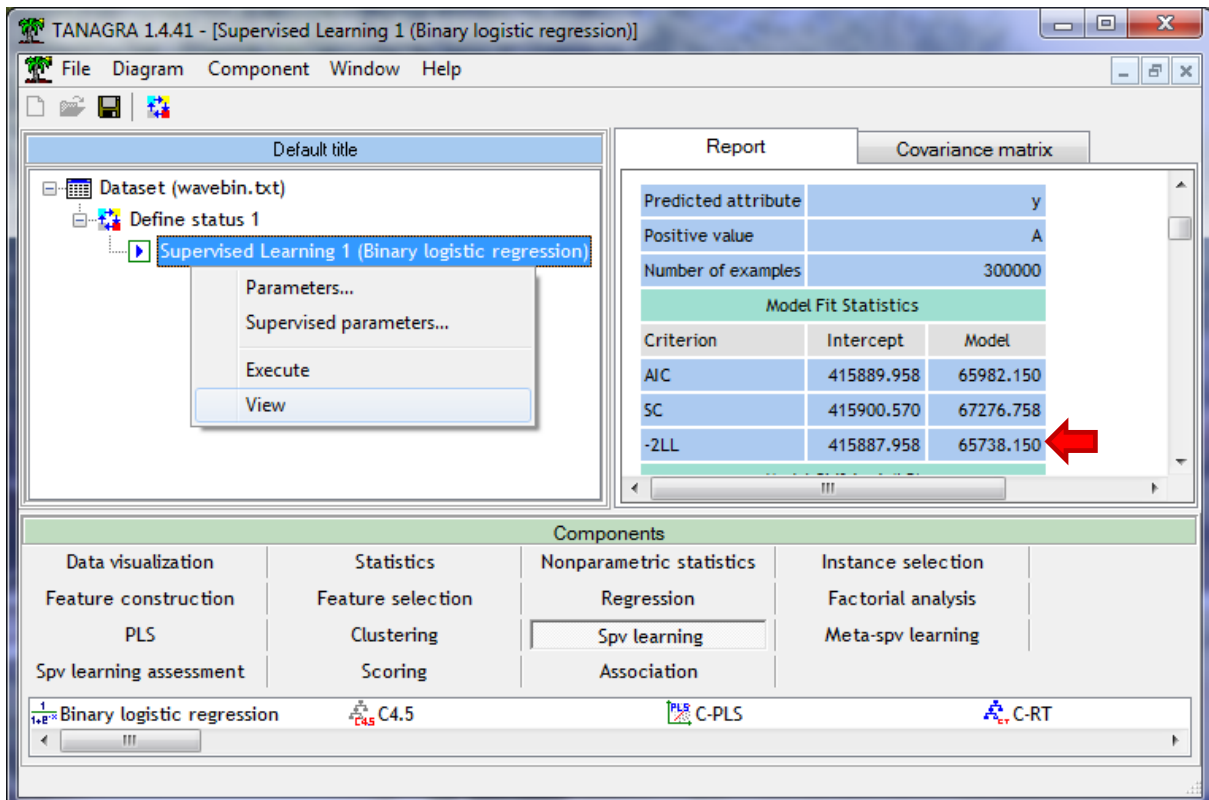 TANAGRA 1.4.41 - [Supervised Learning 1 (Binary logistic regression)]
File Diagram Component Window Help
Default title
Dataset (wavebin.txt)
Define status 1
Supervised Learning 1 (Binary logistic regression)
Parameters...
Supervised parameters...
Execute
View
Report Covariance matrix
Predicted attribute y
Positive value A
Number of examples 300000
Model Fit Statistics
Criterion Intercept Model
AIC 415889.958 65982.150
SC 415900.570 67276.758
-2LL 415887.958 65738.150
Components
Data visualization Statistics Nonparametric statistics Instance selection
Feature construction Feature selection Regression Factorial analysis
PLS Clustering Spv learning Meta-spv learning
Spv learning assessment Scoring Association
Binary logistic regression C4.5 C-PLS C-RT